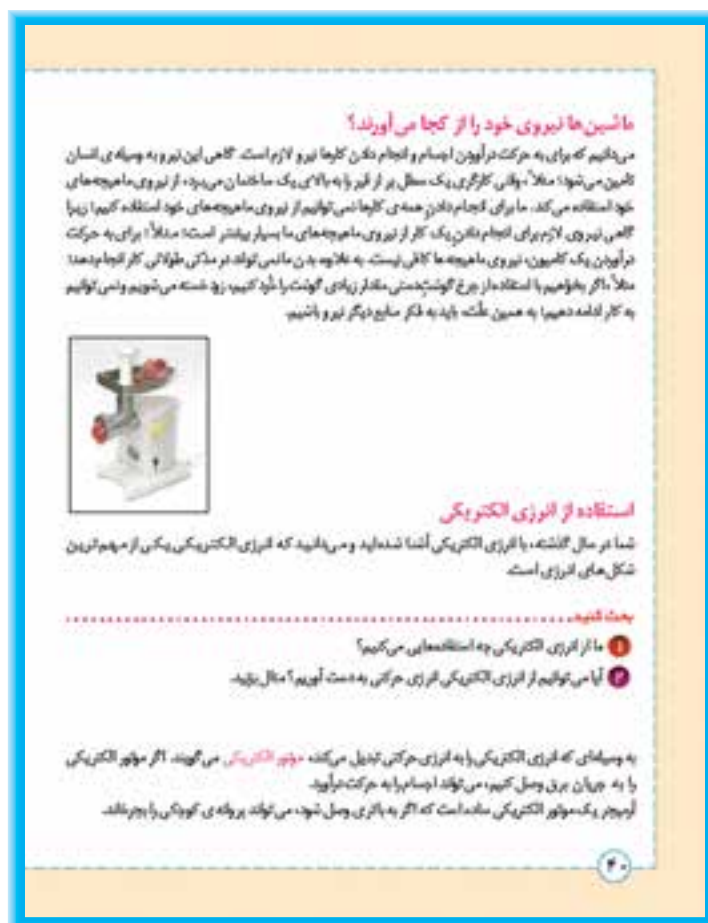 ماشین‌ها نیروی خود را از کجا می‌آورند؟
می‌دانیم که برای به حرکت درآوردن اجسام و انجام دادن کارها نیرو لازم است. گاهی این نیرو به وسیله‌ی انسان
تامین می‌شود؛ مثلاً، وقتی کارگری یک سطل پر از قیر را به بالای یک ساختمان می‌برد، از نیروی ماهیچه‌های
خود استفاده می‌کند. ما برای انجام دادن همه‌ی کارها نمی‌توانیم از نیروی ماهیچه‌های خود استفاده کنیم؛ زیرا
گاهی نیروی لازم برای انجام دادن یک کار از نیروی ماهیچه‌های ما بسیار بیشتر است؛ مثلاً؛ برای به حرکت
درآوردن یک کامیون، نیروی ماهیچه‌ها کافی نیست. به علاوه بدن ما نمی‌تواند در مدّتی طولانی کار انجام دهد؛
مثلاً، اگر بخواهیم با استفاده از چرخ گوشتِ دستی مقدار زیادی گوشت را خُرد کنیم، زود خسته می‌شویم و نمی‌توانیم
به کار ادامه دهیم؛ به همین علّت، باید به فکر منابع دیگر نیرو باشیم.
استفاده از انرژی الکتریکی
شما در سال گذشته، با انرژی الکتریکی آشنا شده‌اید و می‌دانید که انرژی الکتریکی یکی از مهم‌ترین
شکل‌های انرژی است.
بحث کنید
۱ ما از انرژی الکتریکی چه استفاده‌هایی می‌کنیم؟
۲ آیا می‌توانیم از انرژی الکتریکی انرژی حرکتی به دست آوریم؟ مثال بزنید.
به وسیله‌ای که انرژی الکتریکی را به انرژی حرکتی تبدیل می‌کند، موتور الکتریکی می‌گویند. اگر موتور الکتریکی
را به جریان برق وصل کنیم، می‌تواند اجسام را به حرکت درآورد.
آرمیچر یک موتور الکتریکی ساده است که اگر به باتری وصل شود، می‌تواند پروانه‌ی کوچکی را بچرخاند.
۴۰